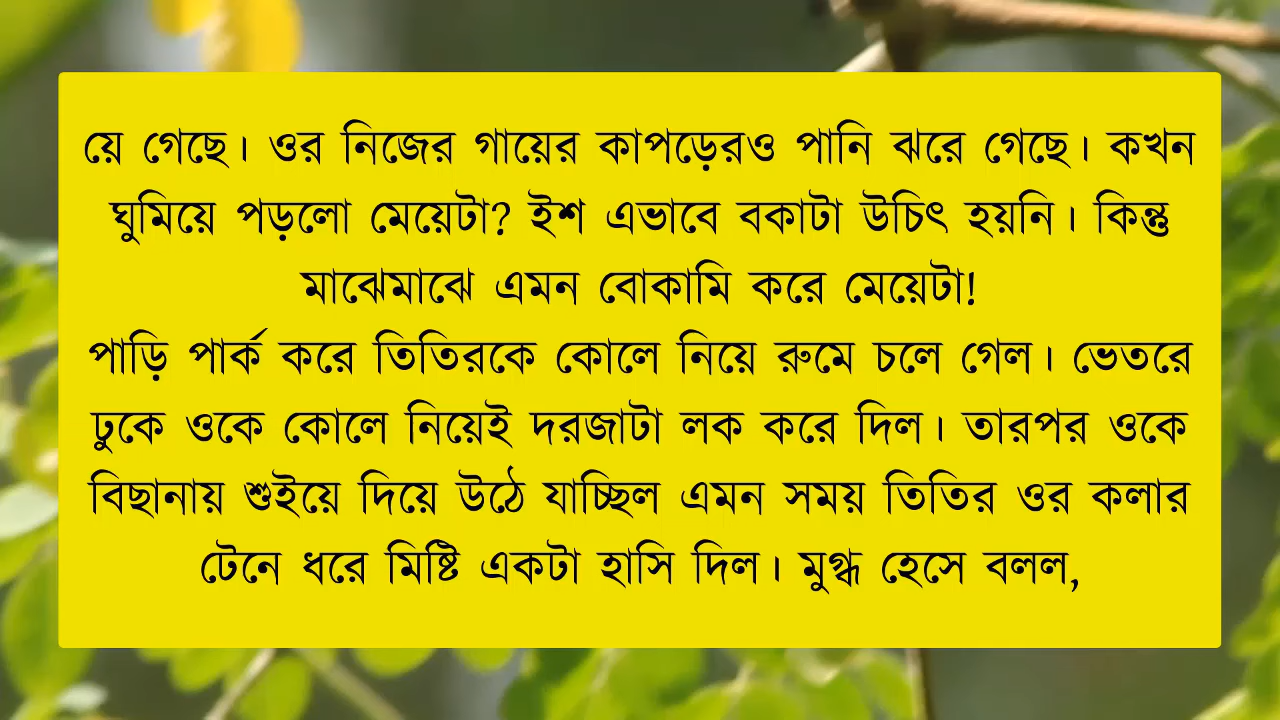 য়ে গেছে। ওর নিজের গায়ের কাপড়েরও পানি ঝরে গেছে। কখন
ঘুমিয়ে পড়লো মেয়েটা? ইশ এভাবে বকাটা উচিৎ হয়নি। কিন্তু
মাঝেমাঝে এমন বোকামি করে মেয়েটা!
পাড়ি পার্ক করে তিতিরকে কোলে নিয়ে রুমে চলে গেল। ভেতরে
ঢুকে ওকে কোলে নিয়েই দরজাটা লক করে দিল। তারপর ওকে
বিছানায় শুইয়ে দিয়ে উঠে যাচ্ছিল এমন সময় তিতির ওর কলার
টেনে ধরে মিষ্টি একটা হাসি দিল। মুগ্ধ হেসে বলল,